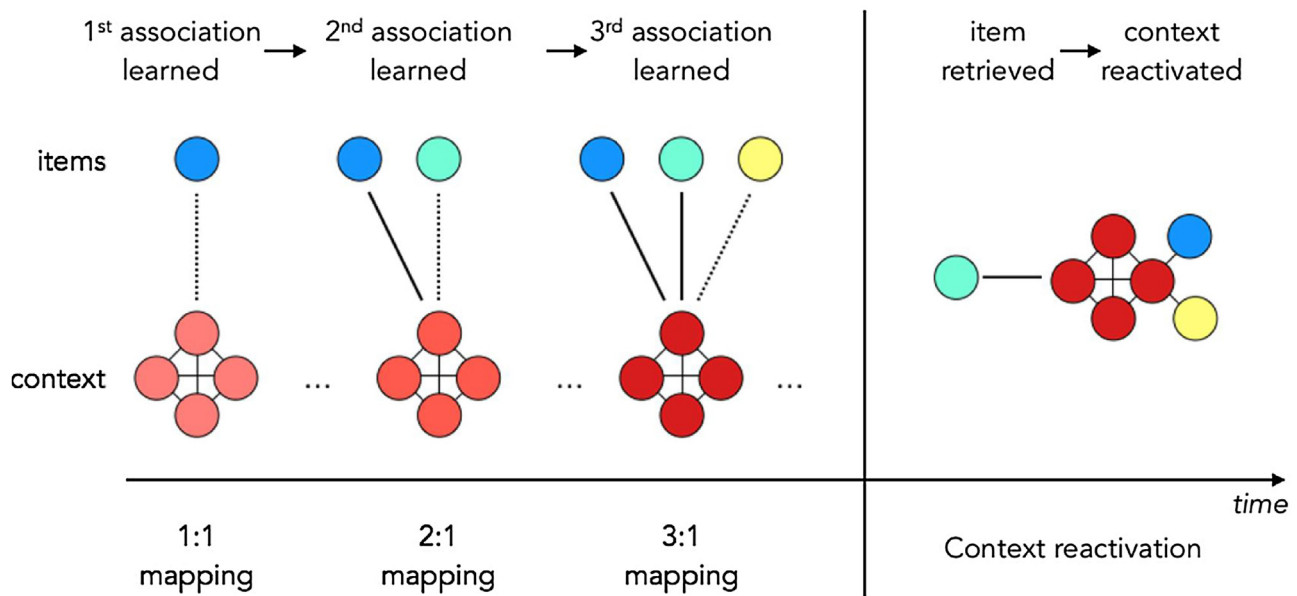 1st association
learned
2nd association
learned
3rd association
learned
item
retrieved
context
reactivated
items
context
...
...
...
time
1:1
mapping
2:1
mapping
3:1
mapping
Context reactivation